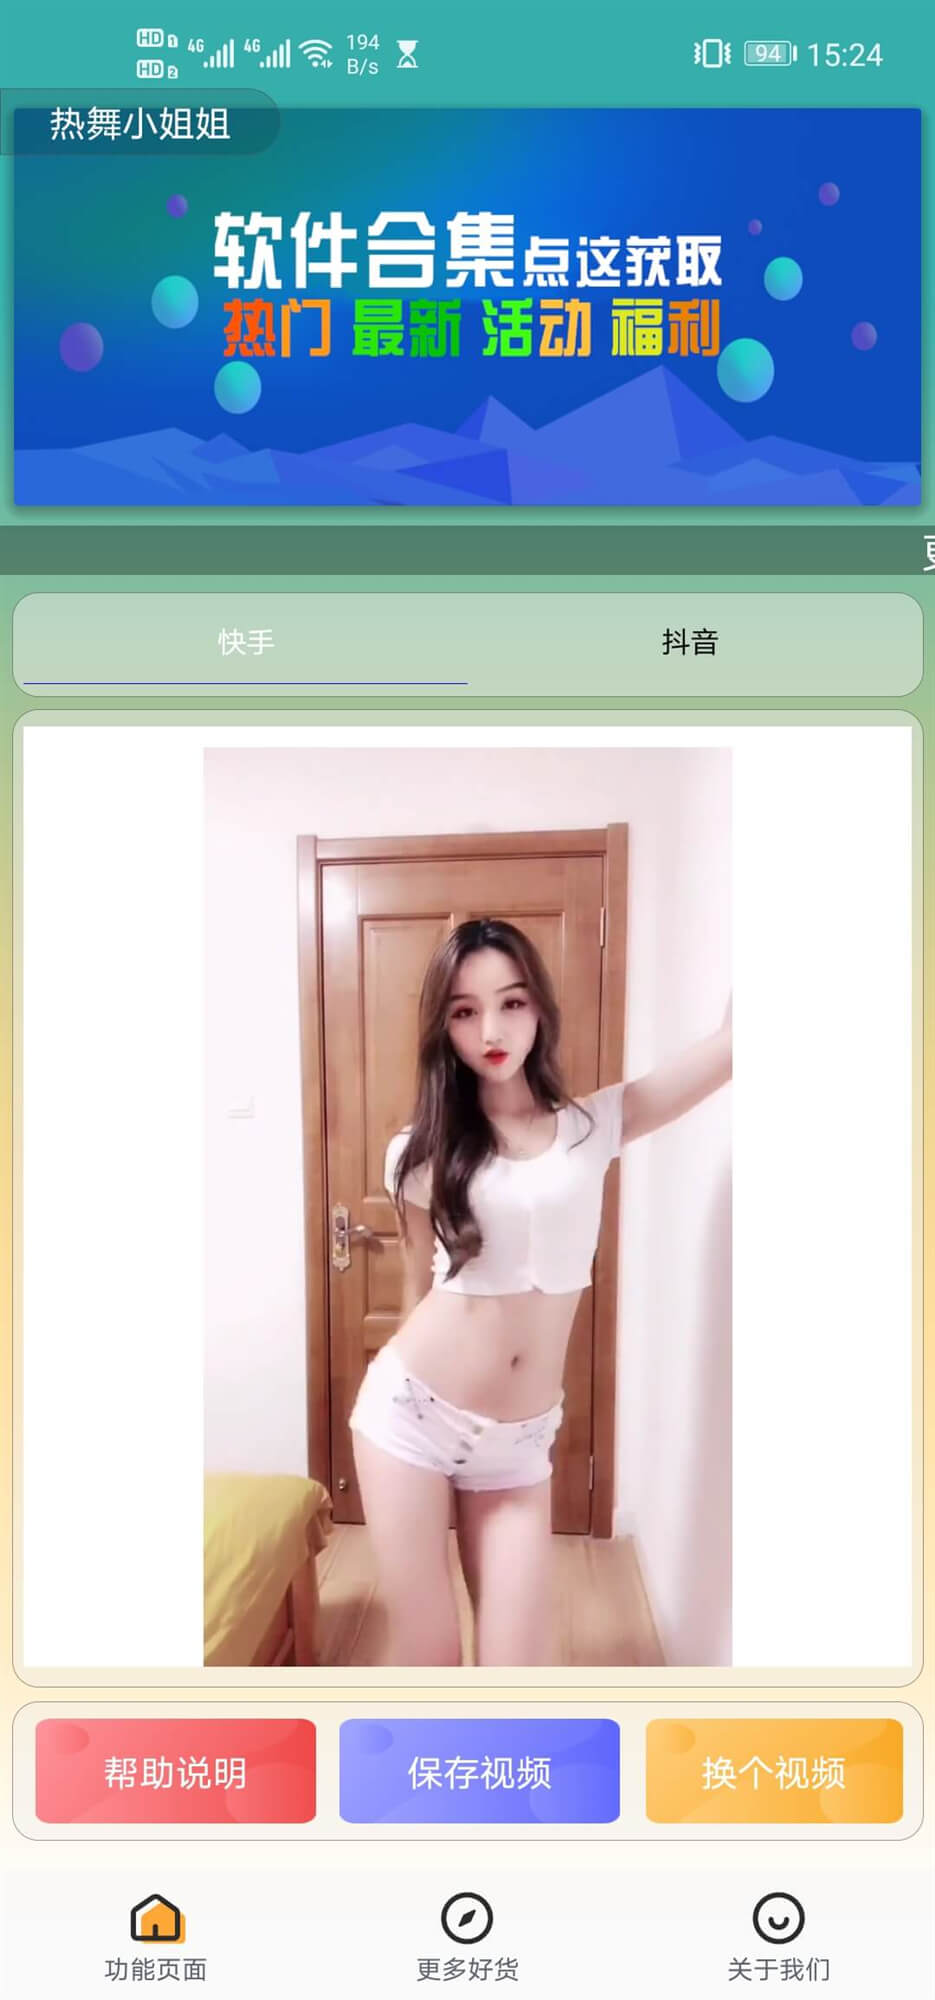 HD 1 4G 4G 194 94 15:24
HD 2 B/s
热舞小姐姐
软件合集点这获取
热门 最新 活动 福利
快手 抖音
帮助说明 保存视频 换个视频
功能页面 更多好货 关于我们